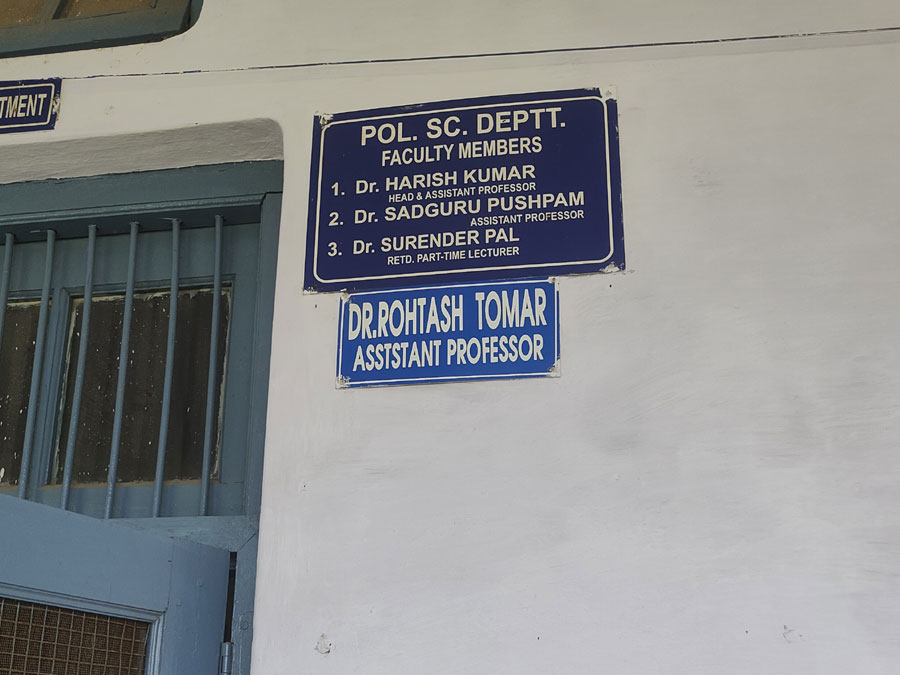 TMENT
POL. SC. DEPTT.
FACULTY MEMBERS
1. Dr. HARISH KUMAR
HEAD & ASSISTANT PROFESSOR
2. Dr. SADGURU PUSHPAM
ASSISTANT PROFESSOR
3. Dr. SURENDER PAL
RETD. PART-TIME LECTURER
DR.ROHTASH TOMAR
ASSTSTANT PROFESSOR